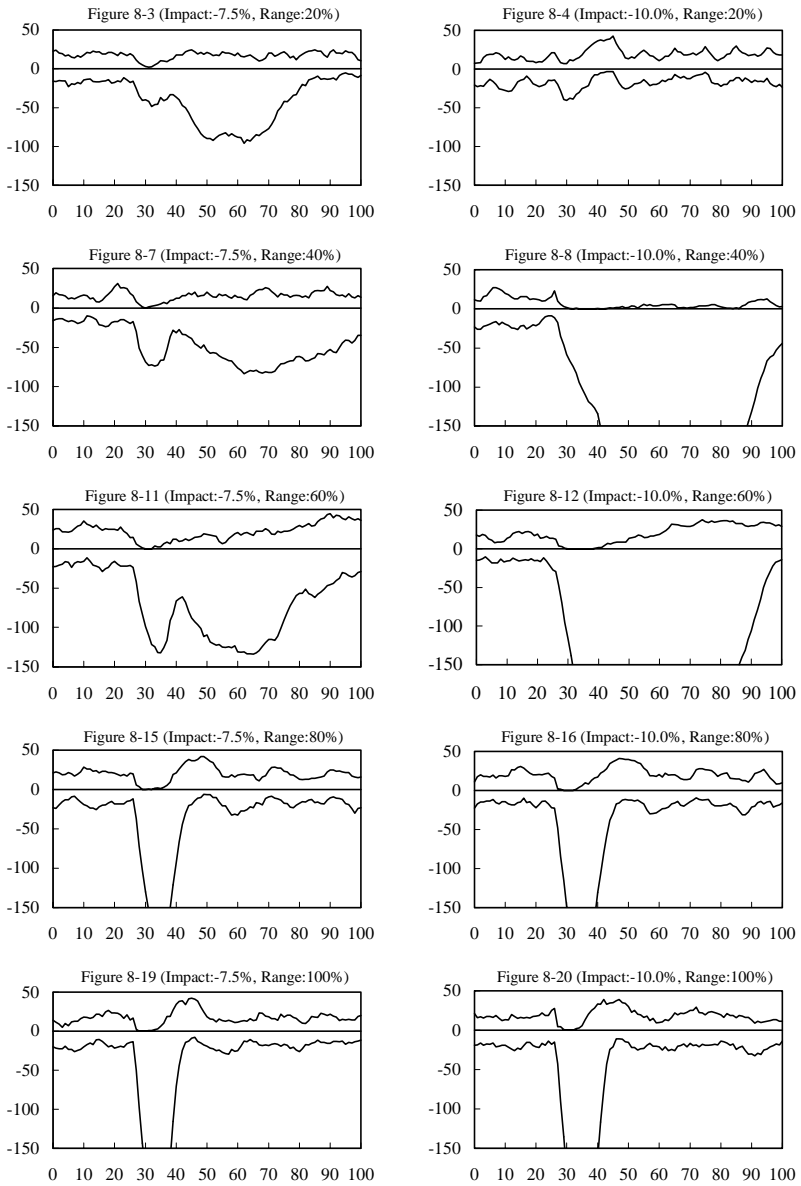 Figure 8-3 (Impact:-7.5%, Range:20%)
50
0
-50
-100
-150
0 10 20 30 40 50 60 70 80 90 100
Figure 8-4 (Impact:-10.0%, Range:20%)
50
0
-50
-100
-150
0 10 20 30 40 50 60 70 80 90 100
Figure 8-7 (Impact:-7.5%, Range:40%)
50
0
-50
-100
-150
0 10 20 30 40 50 60 70 80 90 100
Figure 8-8 (Impact:-10.0%, Range:40%)
50
0
-50
-100
-150
0 10 20 30 40 50 60 70 80 90 100
Figure 8-11 (Impact:-7.5%, Range:60%)
50
0
-50
-100
-150
0 10 20 30 40 50 60 70 80 90 100
Figure 8-12 (Impact:-10.0%, Range:60%)
50
0
-50
-100
-150
0 10 20 30 40 50 60 70 80 90 100
Figure 8-15 (Impact:-7.5%, Range:80%)
50
0
-50
-100
-150
0 10 20 30 40 50 60 70 80 90 100
Figure 8-16 (Impact:-10.0%, Range:80%)
50
0
-50
-100
-150
0 10 20 30 40 50 60 70 80 90 100
Figure 8-19 (Impact:-7.5%, Range:100%)
50
0
-50
-100
-150
0 10 20 30 40 50 60 70 80 90 100
Figure 8-20 (Impact:-10.0%, Range:100%)
50
0
-50
-100
-150
0 10 20 30 40 50 60 70 80 90 100